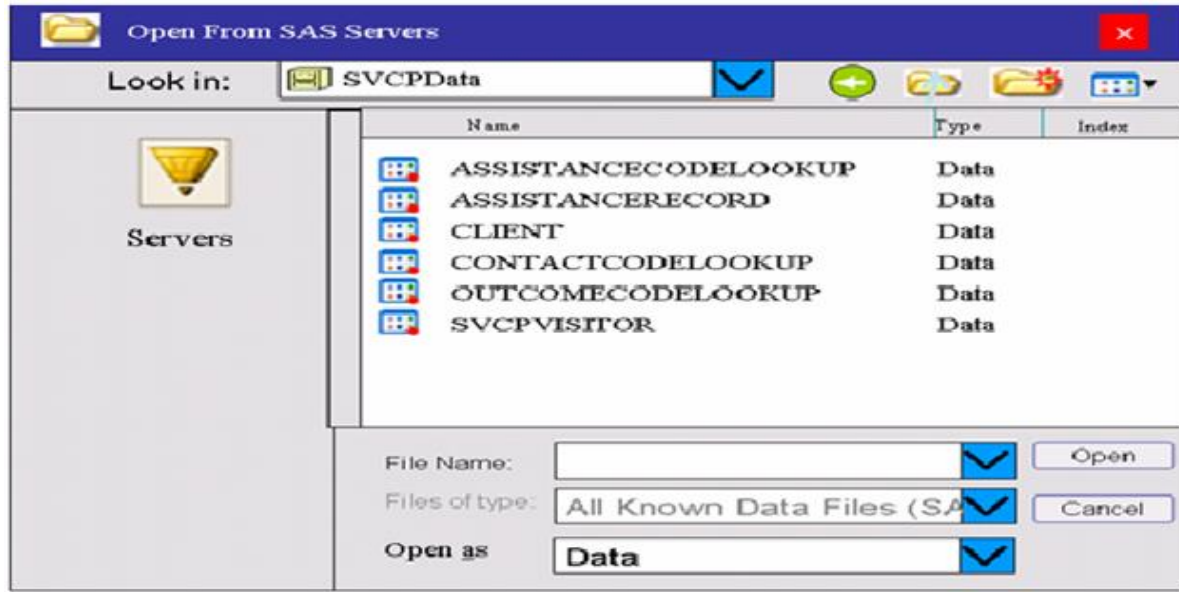 Open From SAS Servers
Look in: SVCPData
Name Type Index
ASSISTANCECODELOOKUP Data
ASSISTANCERECORD Data
CLIENT Data
CONTACTCODELOOKUP Data
OUTCOMECODELOOKUP Data
SVCPVISITOR Data
Servers
File Name: Open
Files of type: All Known Data Files (SA Cancel
Open as Data